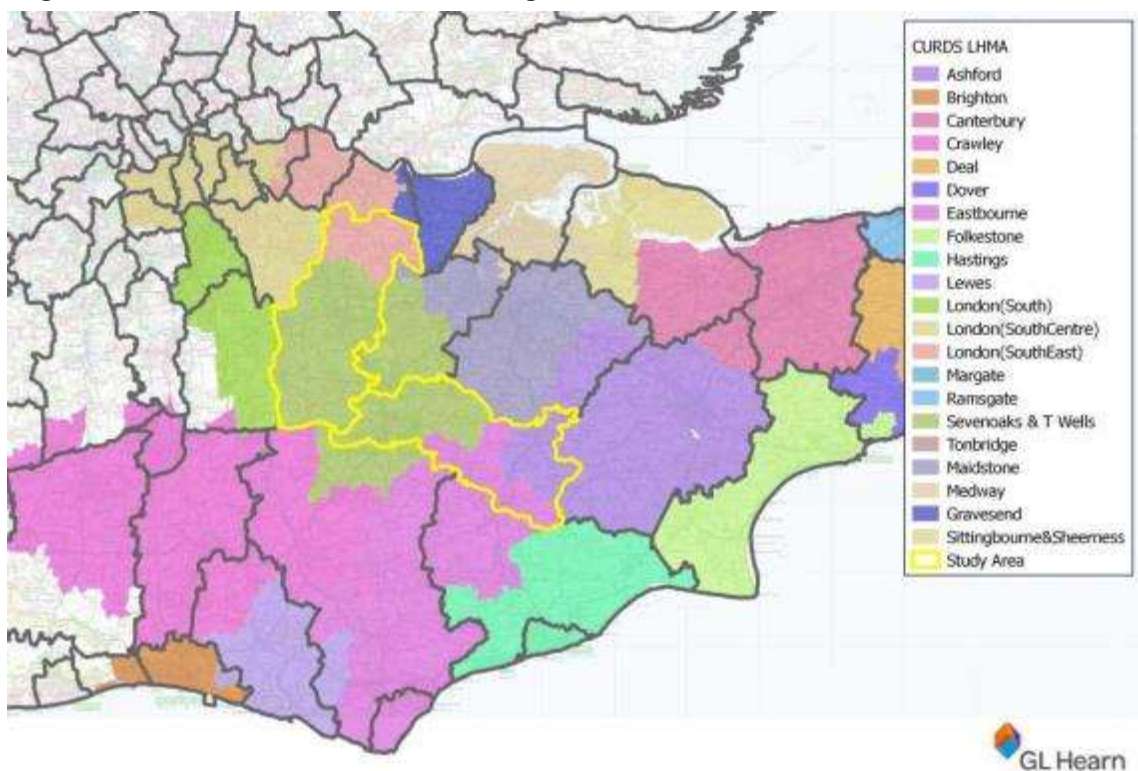 CURDS LHMA
Ashford
Brighton
Canterbury
Crawley
Deal
Dover
Eastbourne
Folkestone
Hastings
Lewes
London(South)
London(SouthCentre)
London(SouthEast)
Margate
Ramsgate
Sevenoaks & T Wells
Tonbridge
Maidstone
Medway
Gravesend
Sittingbourne&Sheerness
Study Area
GL Hearn